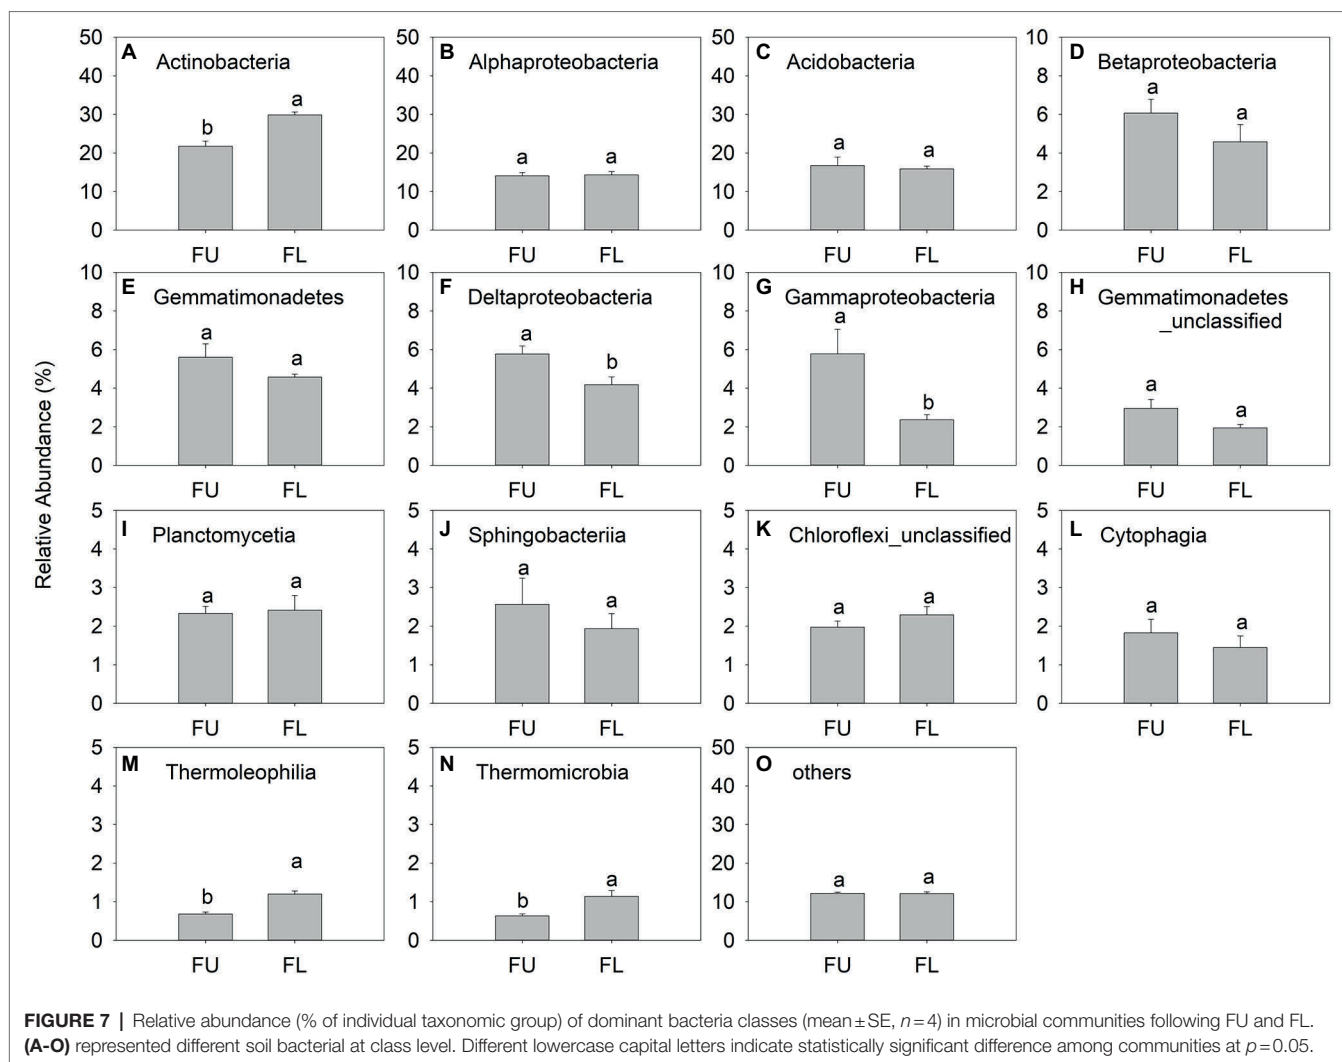 Relative Abundance (%)
A Actinobacteria
50
40
30
20
10
0
b
a
FU FL
B Alphaproteobacteria
50
40
30
20
10
0
a
a
FU FL
C Acidobacteria
50
40
30
20
10
0
a
a
FU FL
D Betaproteobacteria
10
8
6
4
2
0
a
a
FU FL
E Gemmatimonadetes
10
8
6
4
2
0
a
a
FU FL
F Deltaproteobacteria
10
8
6
4
2
0
a
b
FU FL
G Gammaproteobacteria
10
8
6
4
2
0
a
b
FU FL
H Gemmatimonadetes
_unclassified
10
8
6
4
2
0
a
a
FU FL
I Planctomycetia
5
4
3
2
1
0
a
a
FU FL
J Sphingobacteriia
5
4
3
2
1
0
a
a
FU FL
K Chloroflexi_unclassified
5
4
3
2
1
0
a
a
FU FL
L Cytophagia
5
4
3
2
1
0
a
a
FU FL
M Thermoleophilia
5
4
3
2
1
0
b
a
FU FL
N Thermomicrobia
5
4
3
2
1
0
b
a
FU FL
O others
50
40
30
20
10
0
a
a
FU FL
FIGURE 7 | Relative abundance (% of individual taxonomic group) of dominant bacteria classes (mean ± SE, n = 4) in microbial communities following FU and FL.
(A-O) represented different soil bacterial at class level. Different lowercase capital letters indicate statistically significant difference among communities at p = 0.05.